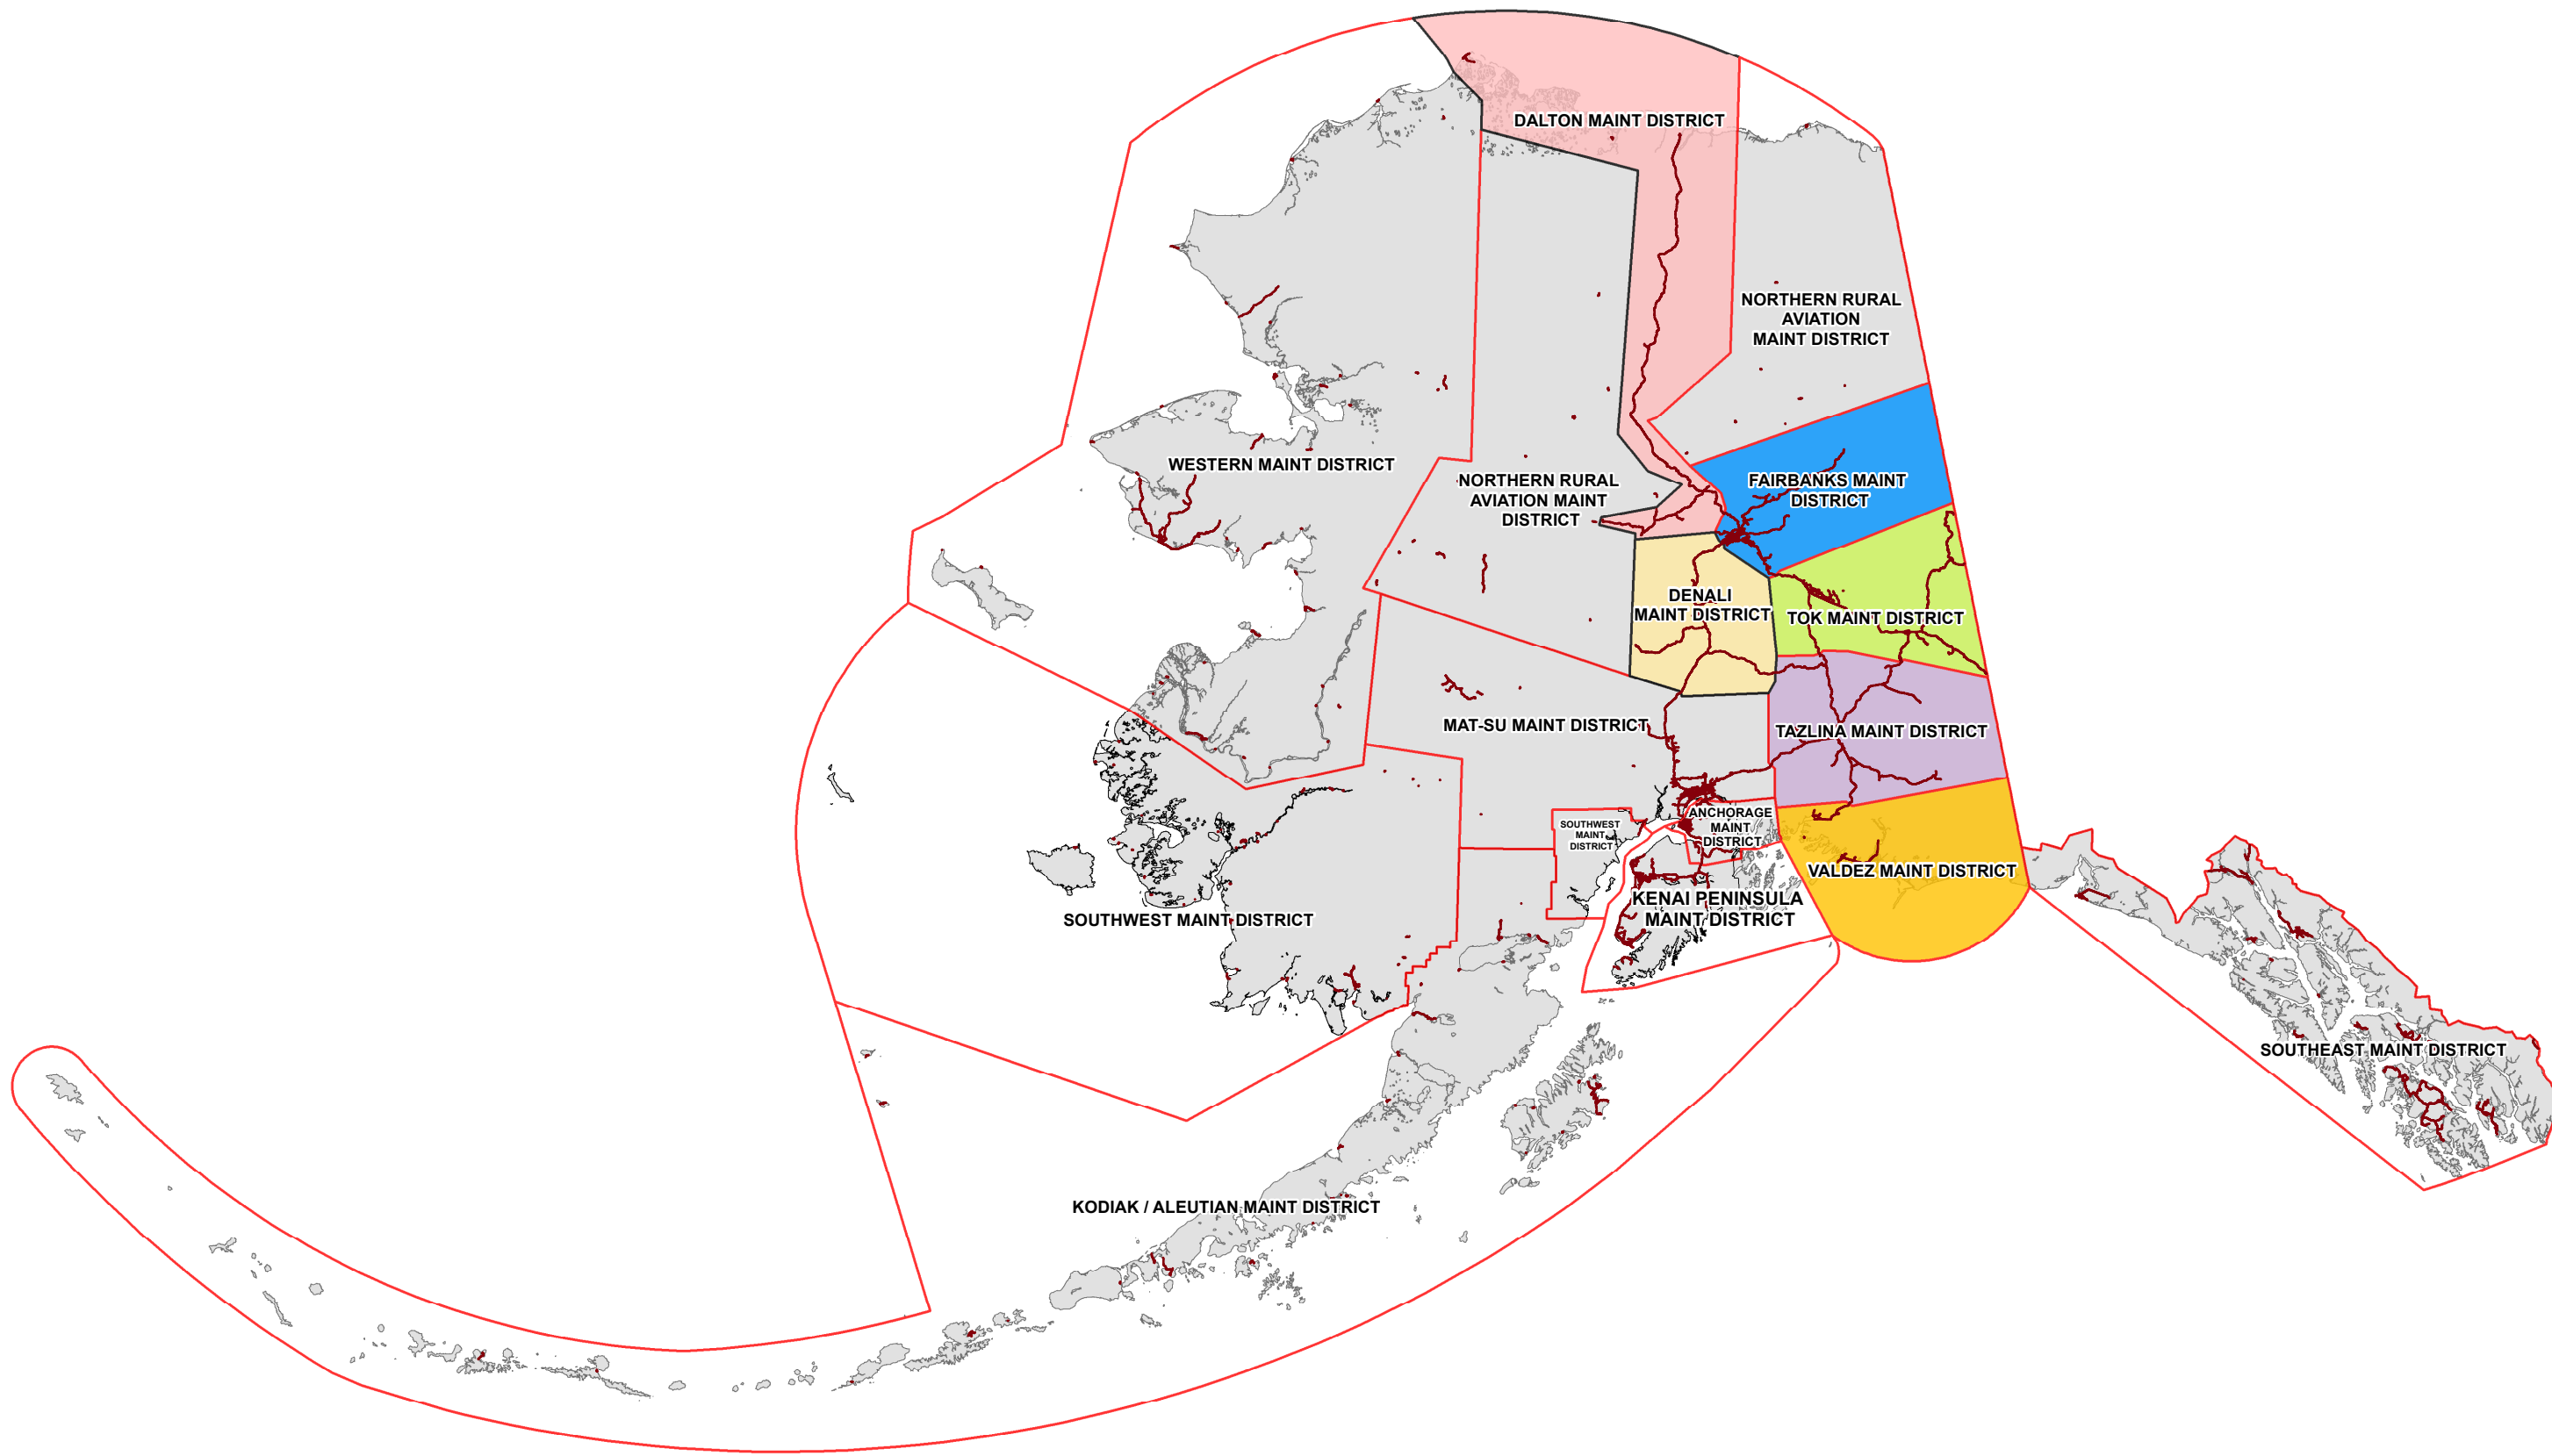 DALTON MAINT DISTRICT
NORTHERN RURAL
AVIATION
MAINT DISTRICT
WESTERN MAINT DISTRICT
NORTHERN RURAL
AVIATION MAINT
DISTRICT
FAIRBANKS MAINT
DISTRICT
DENALI
MAINT DISTRICT
TOK MAINT DISTRICT
MAT-SU MAINT DISTRICT
TAZLINA MAINT DISTRICT
SOUTHWEST
MAINT
DISTRICT
ANCHORAGE
MAINT
DISTRICT
VALDEZ MAINT DISTRICT
KENAI PENINSULA
MAINT DISTRICT
SOUTHWEST MAINT DISTRICT
SOUTHEAST MAINT DISTRICT
KODIAK / ALEUTIAN MAINT DISTRICT